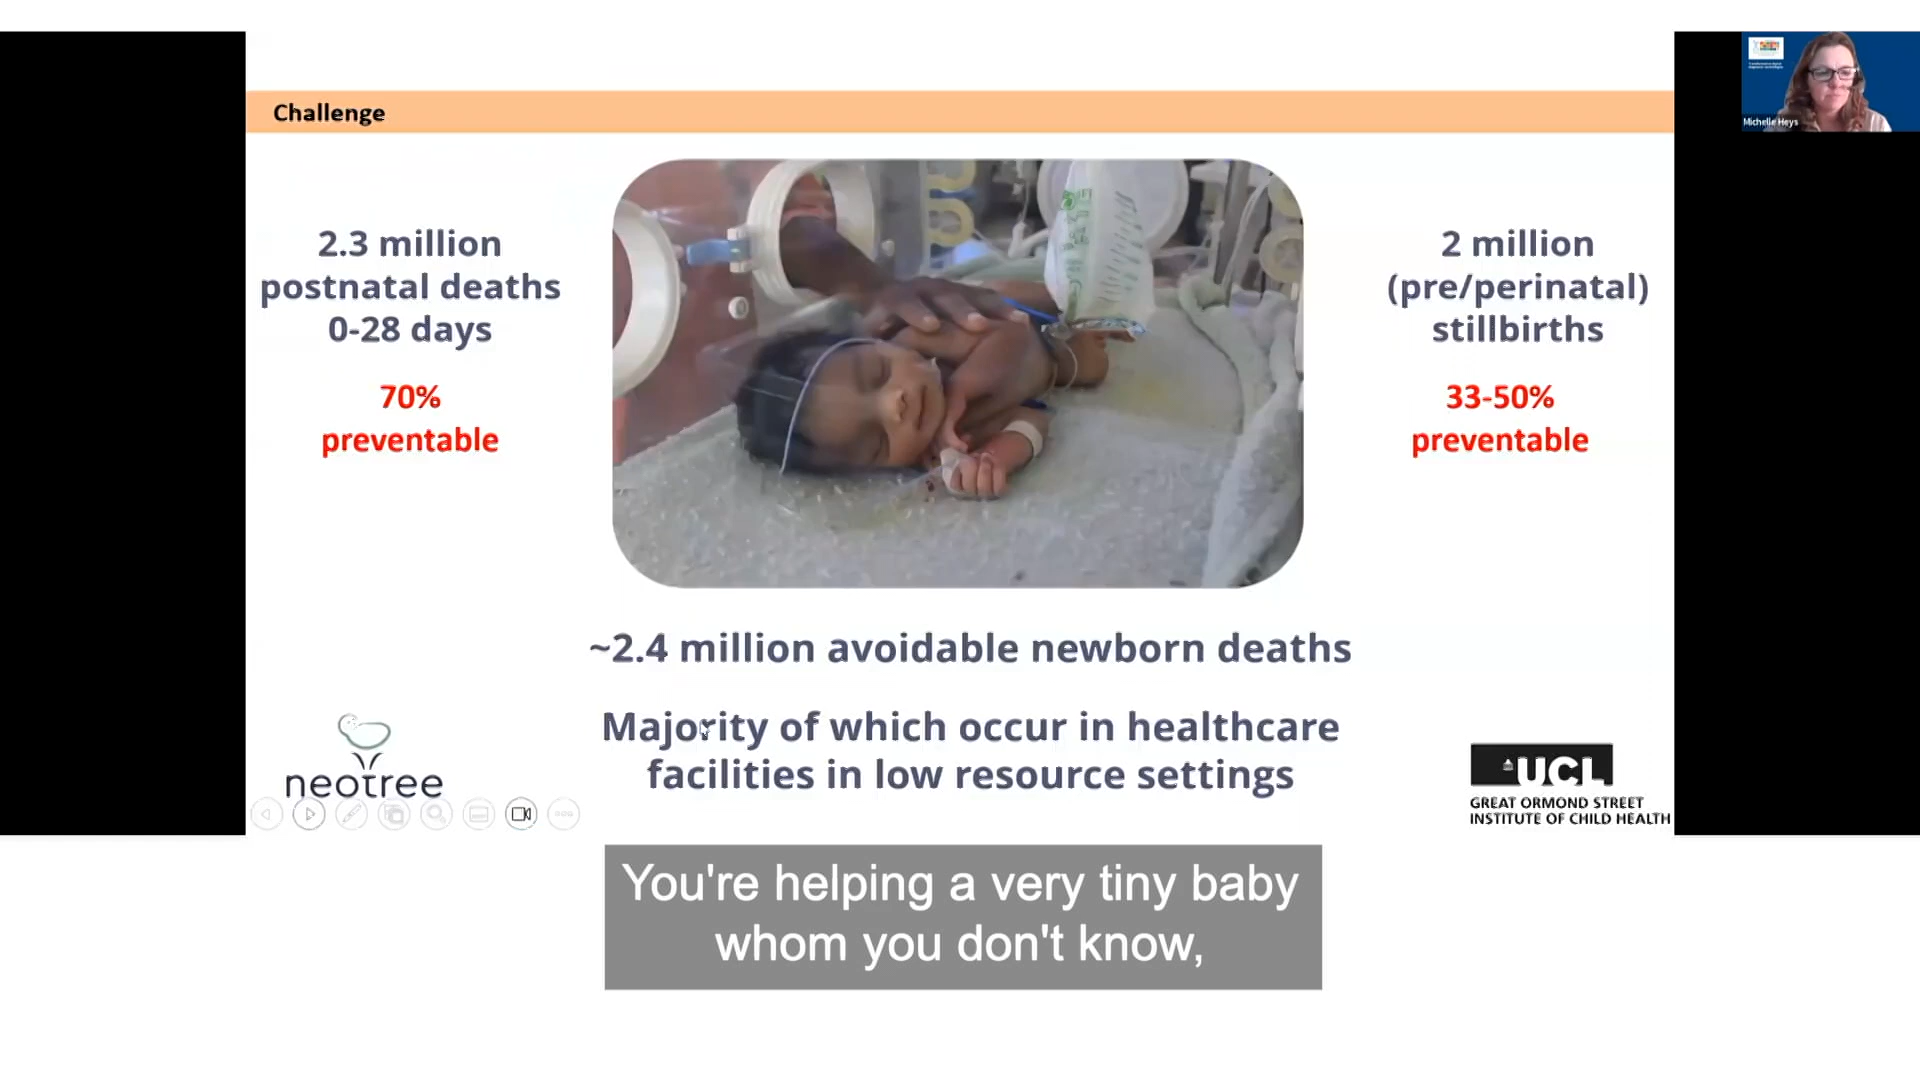 Challenge
Michelle Heys
2.3 million
postnatal deaths
0-28 days
70%
preventable
2 million
(pre/perinatal)
stillbirths
33-50%
preventable
~2.4 million avoidable newborn deaths
Majority of which occur in healthcare
facilities in low resource settings
neotree
UCL
GREAT ORMOND STREET
INSTITUTE OF CHILD HEALTH
You're helping a very tiny baby
whom you don't know,